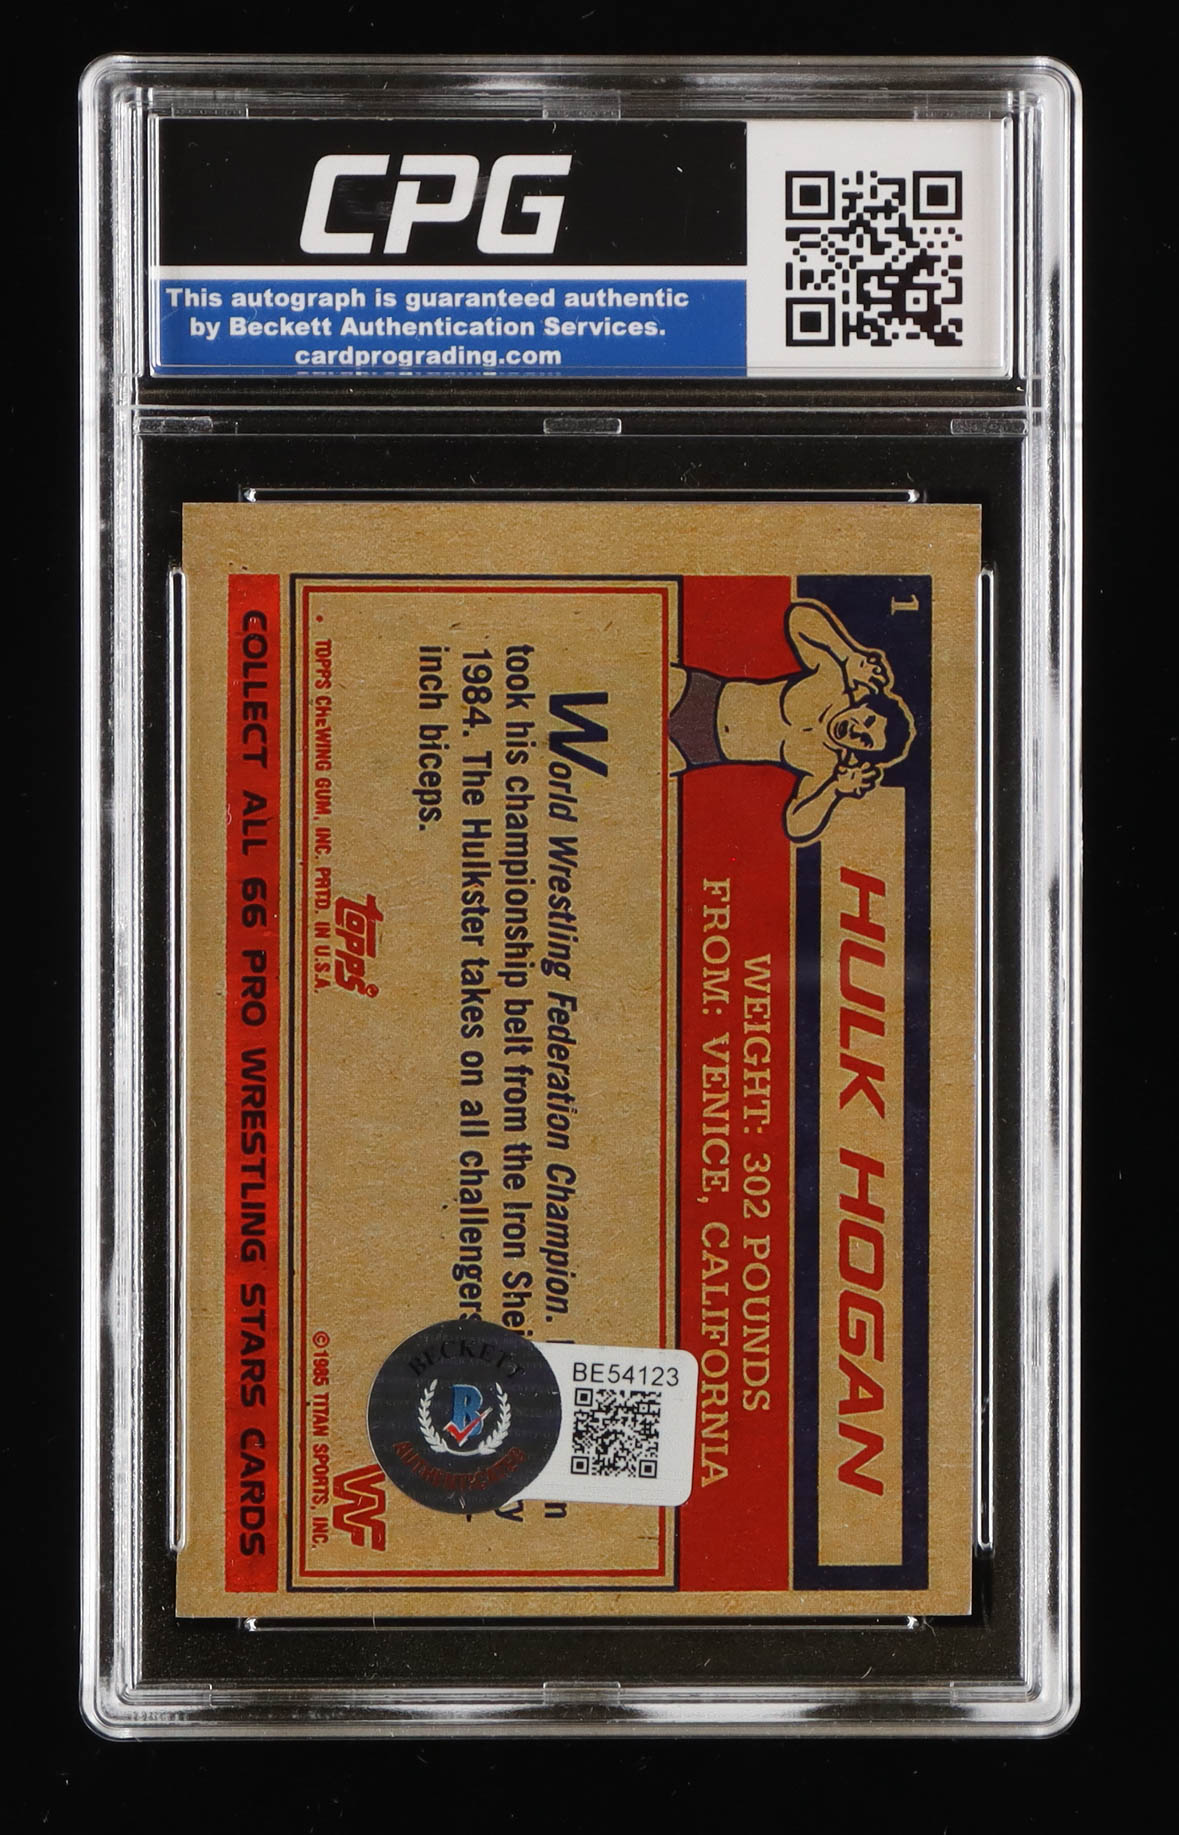 CPG
This autograph is guaranteed authentic
by Beckett Authentication Services.
cardprograding.com
1
HULK HOGAN
WEIGHT: 302 POUNDS
FROM: VENICE, CALIFORNIA
World Wrestling Federation Champion.
took his championship belt from the Iron Shei
1984. The Hulkster takes on all challengers
inch biceps.
topps
• TOPPS CHEWING GUM, INC. PRTD. IN U.S.A.
©1985 TITAN SPORTS, INC.
WF
COLLECT ALL 66 PRO WRESTLING STARS CARDS
BECKETT
B
AUTHENTICATED
BE54123